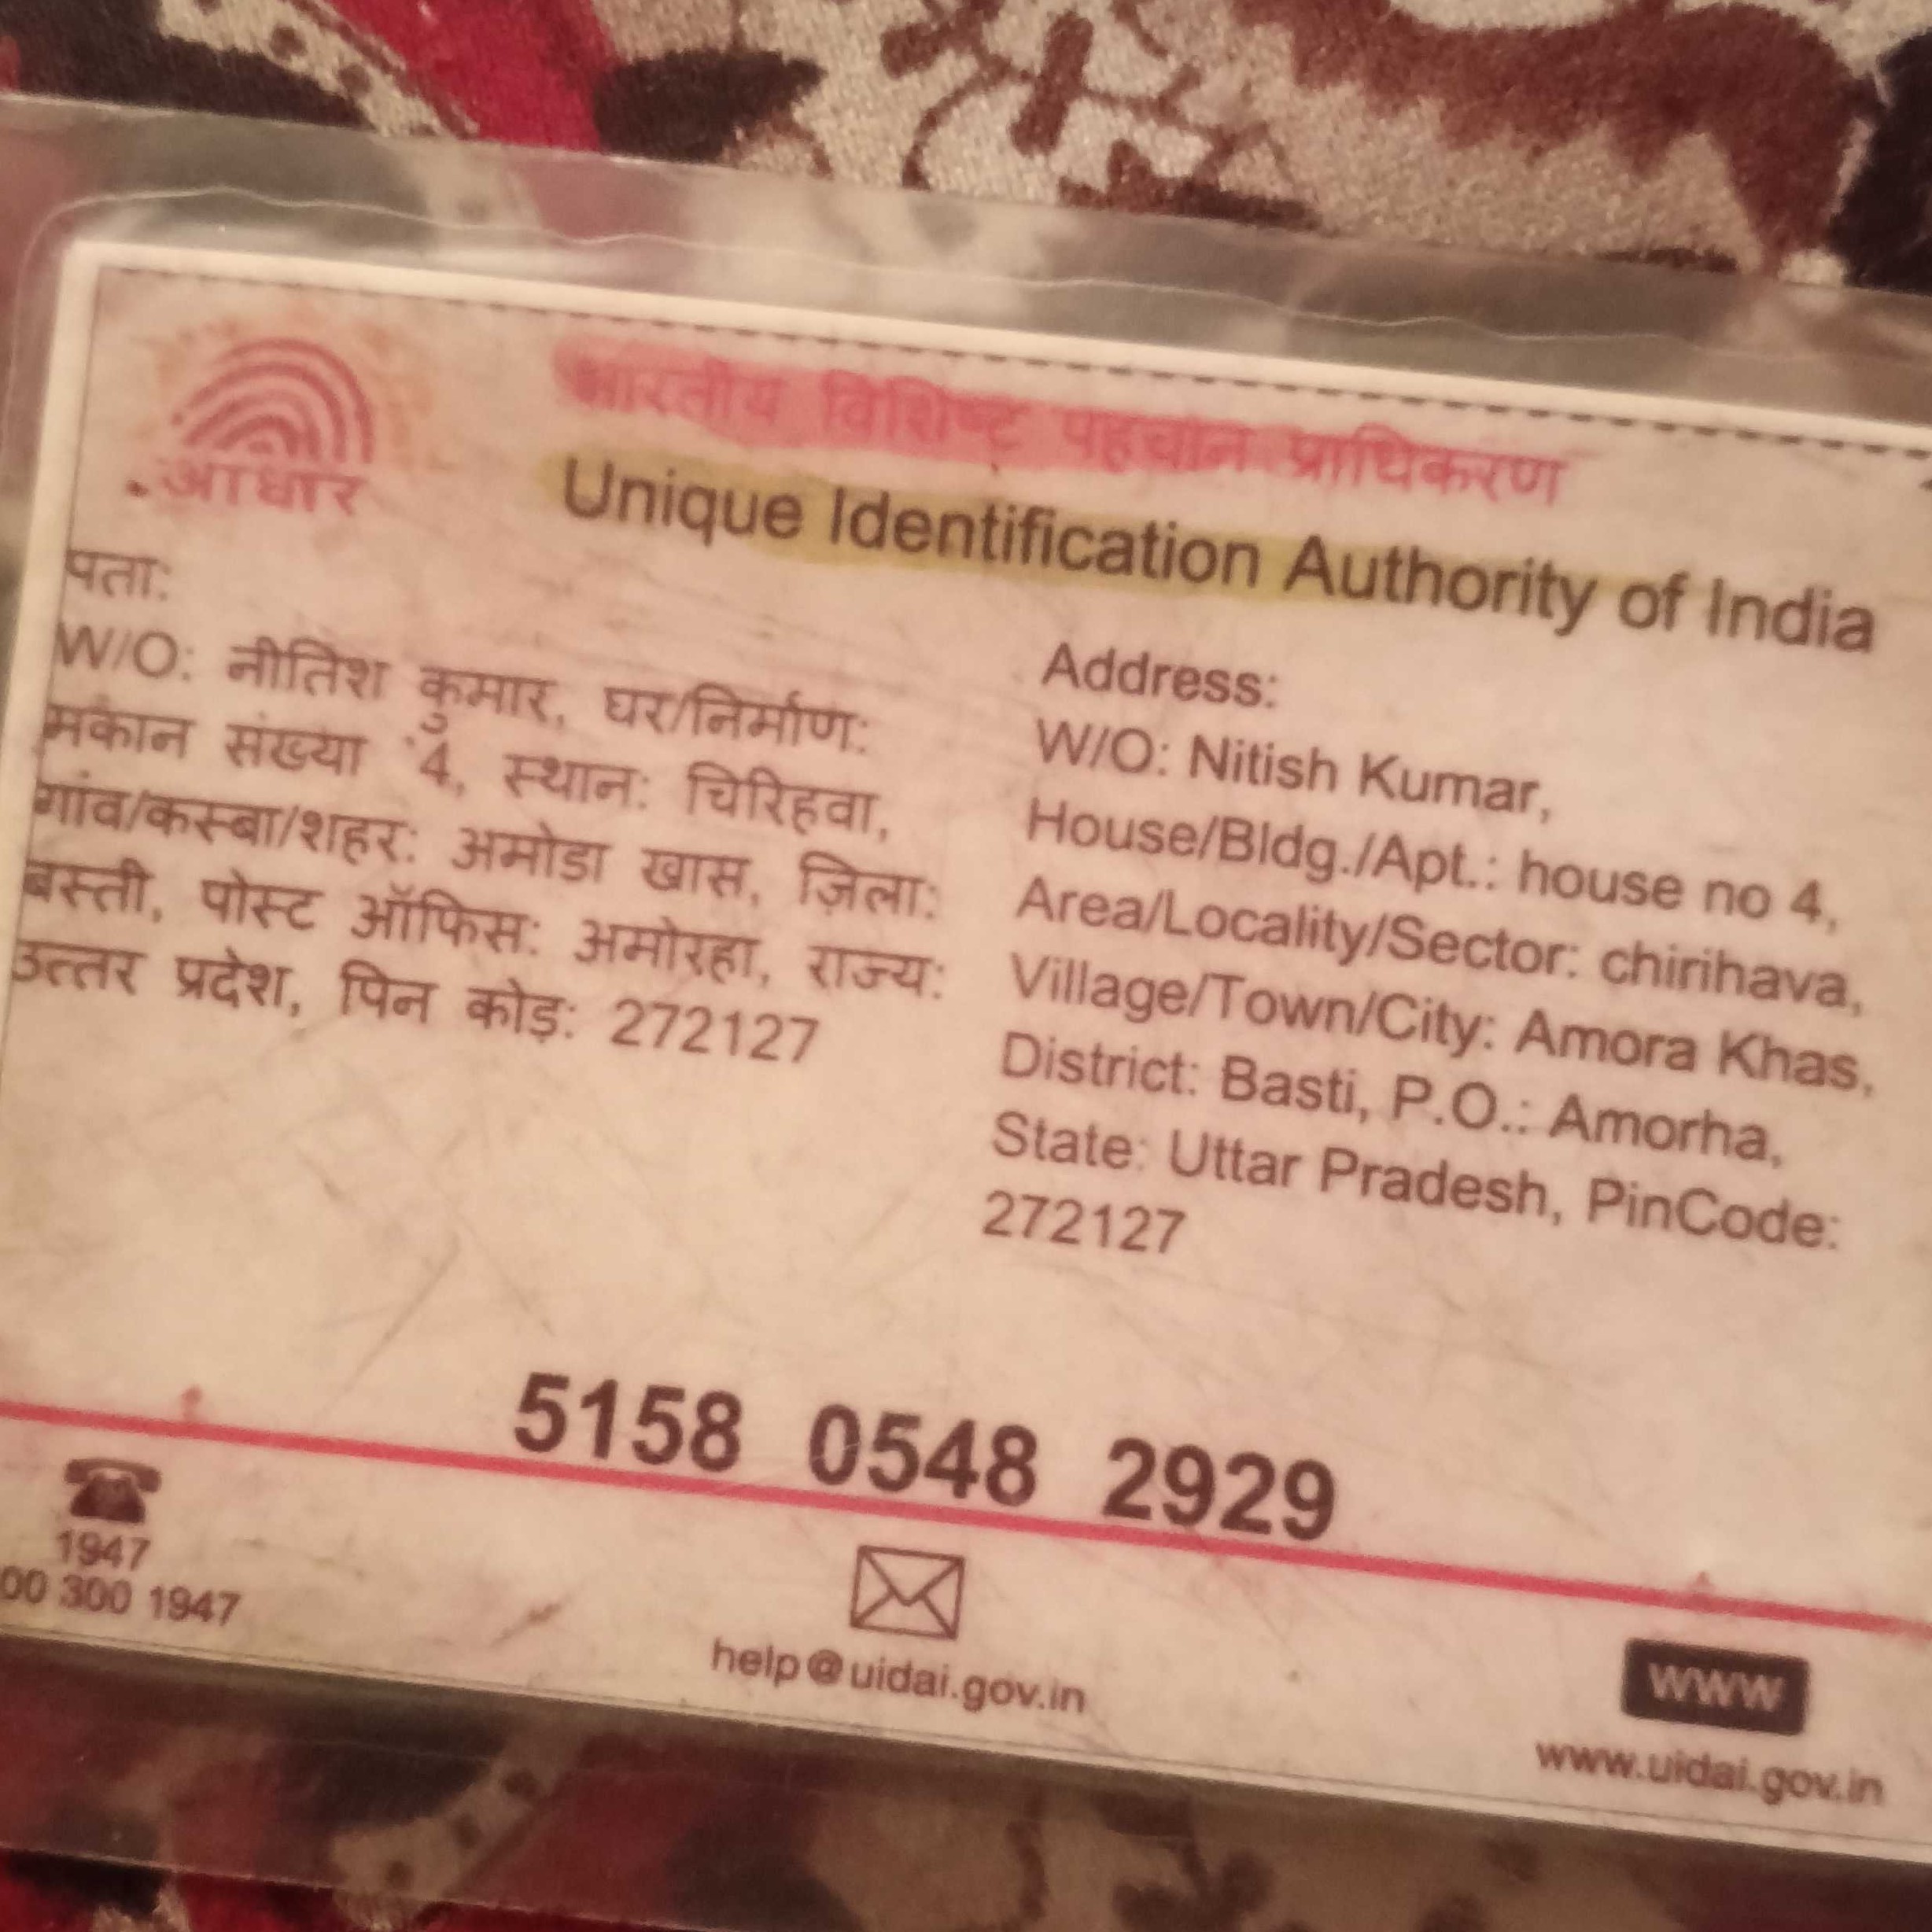 आधार
भारतीय विशिष्ट पहचान प्राधिकरण
Unique Identification Authority of India
पता:
W/O: नीतिश कुमार, घर/निर्माण:
मकान संख्या 4, स्थान: चिरिहवा,
गांव/कस्बा/शहर: अमोडा खास, ज़िला:
बस्ती, पोस्ट ऑफिस: अमोरहा, राज्य:
उत्तर प्रदेश, पिन कोड़: 272127
Address:
W/O: Nitish Kumar,
House/Bldg./Apt.: house no 4,
Area/Locality/Sector: chirihava,
Village/Town/City: Amora Khas,
District: Basti, P.O.: Amorha,
State: Uttar Pradesh, PinCode:
272127
5158 0548 2929
1947
00 300 1947
help@uidai.gov.in
www
www.uidai.gov.in